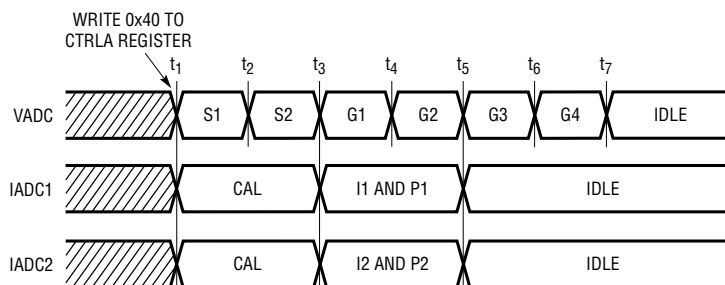 WRITE 0x40 TO
CTRLA REGISTER
t1 t2 t3 t4 t5 t6 t7
VADC S1 S2 G1 G2 G3 G4 IDLE
IADC1 CAL I1 AND P1 IDLE
IADC2 CAL I2 AND P2 IDLE